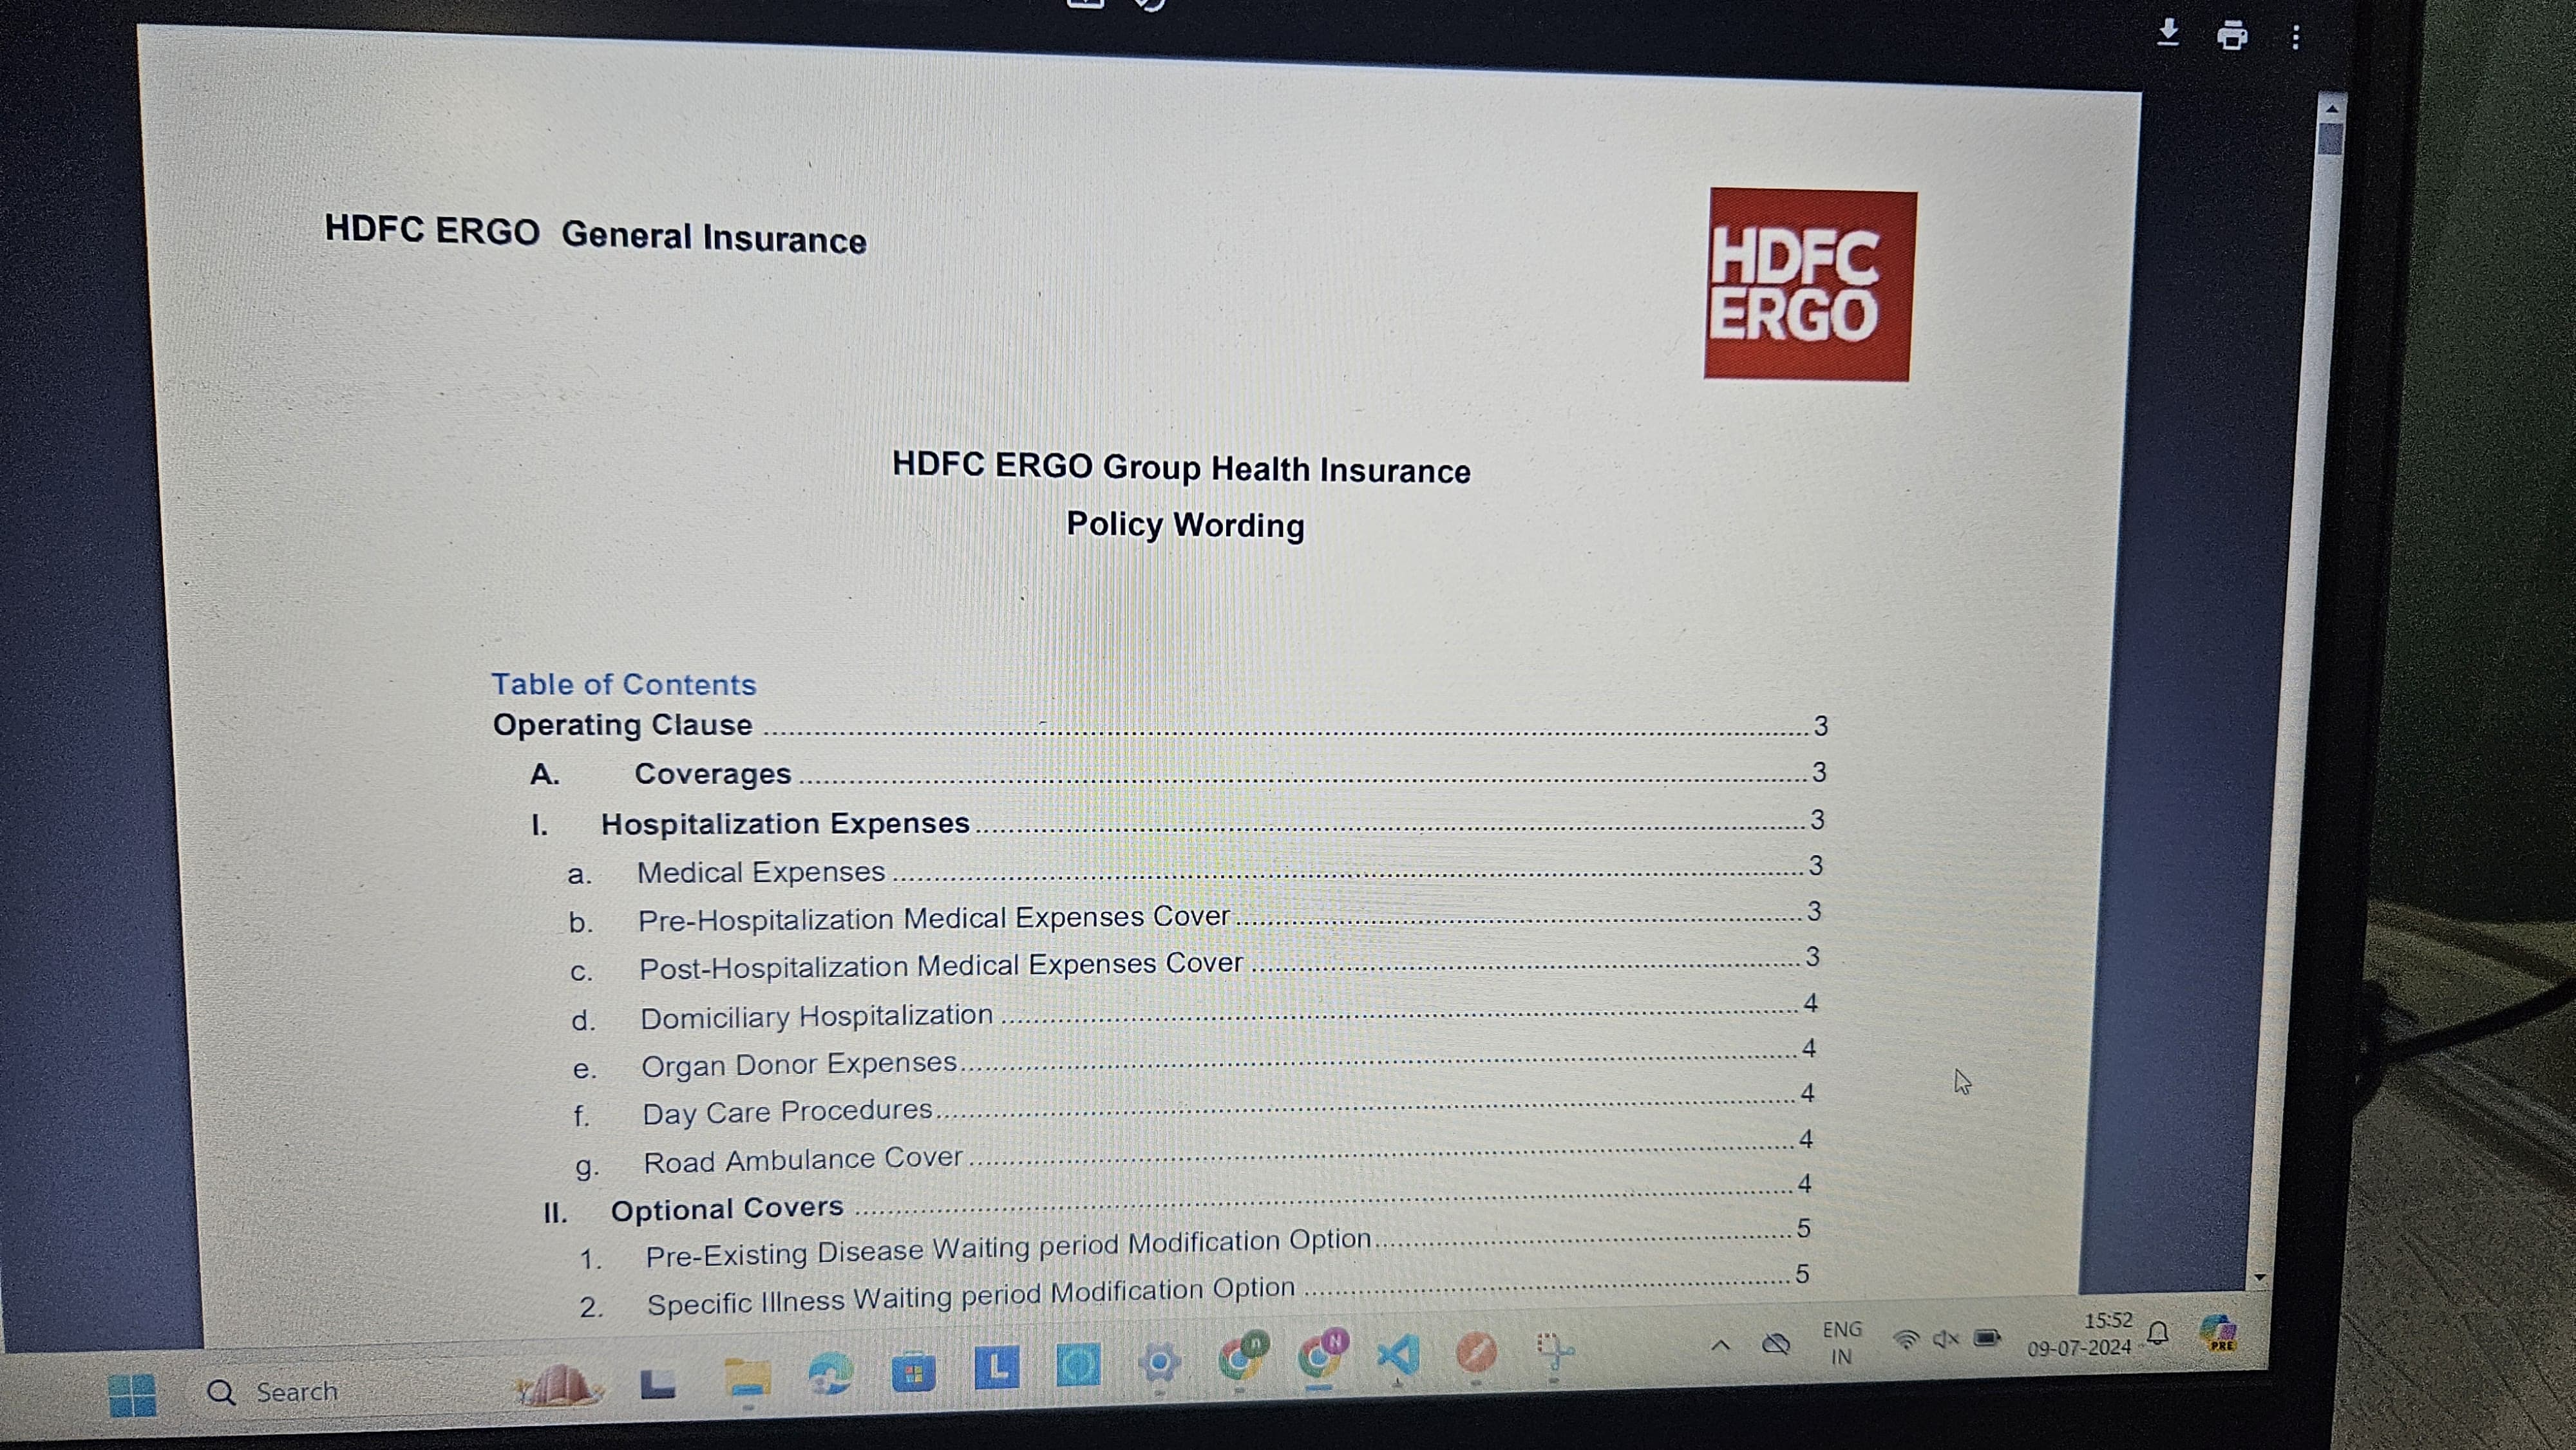 HDFC ERGO General Insurance
HDFC
ERGO
HDFC ERGO Group Health Insurance
Policy Wording
Table of Contents
Operating Clause ........ 3
A. Coverages ........ 3
I. Hospitalization Expenses ........ 3
a. Medical Expenses ........ 3
b. Pre-Hospitalization Medical Expenses Cover ........ 3
c. Post-Hospitalization Medical Expenses Cover ........ 3
d. Domiciliary Hospitalization ........ 4
e. Organ Donor Expenses ........ 4
f. Day Care Procedures ........ 4
g. Road Ambulance Cover ........ 4
II. Optional Covers ........ 4
1. Pre-Existing Disease Waiting period Modification Option ........ 5
2. Specific Illness Waiting period Modification Option ........ 5
Search
L
n
N
ENG
IN
15:52
09-07-2024
PRE